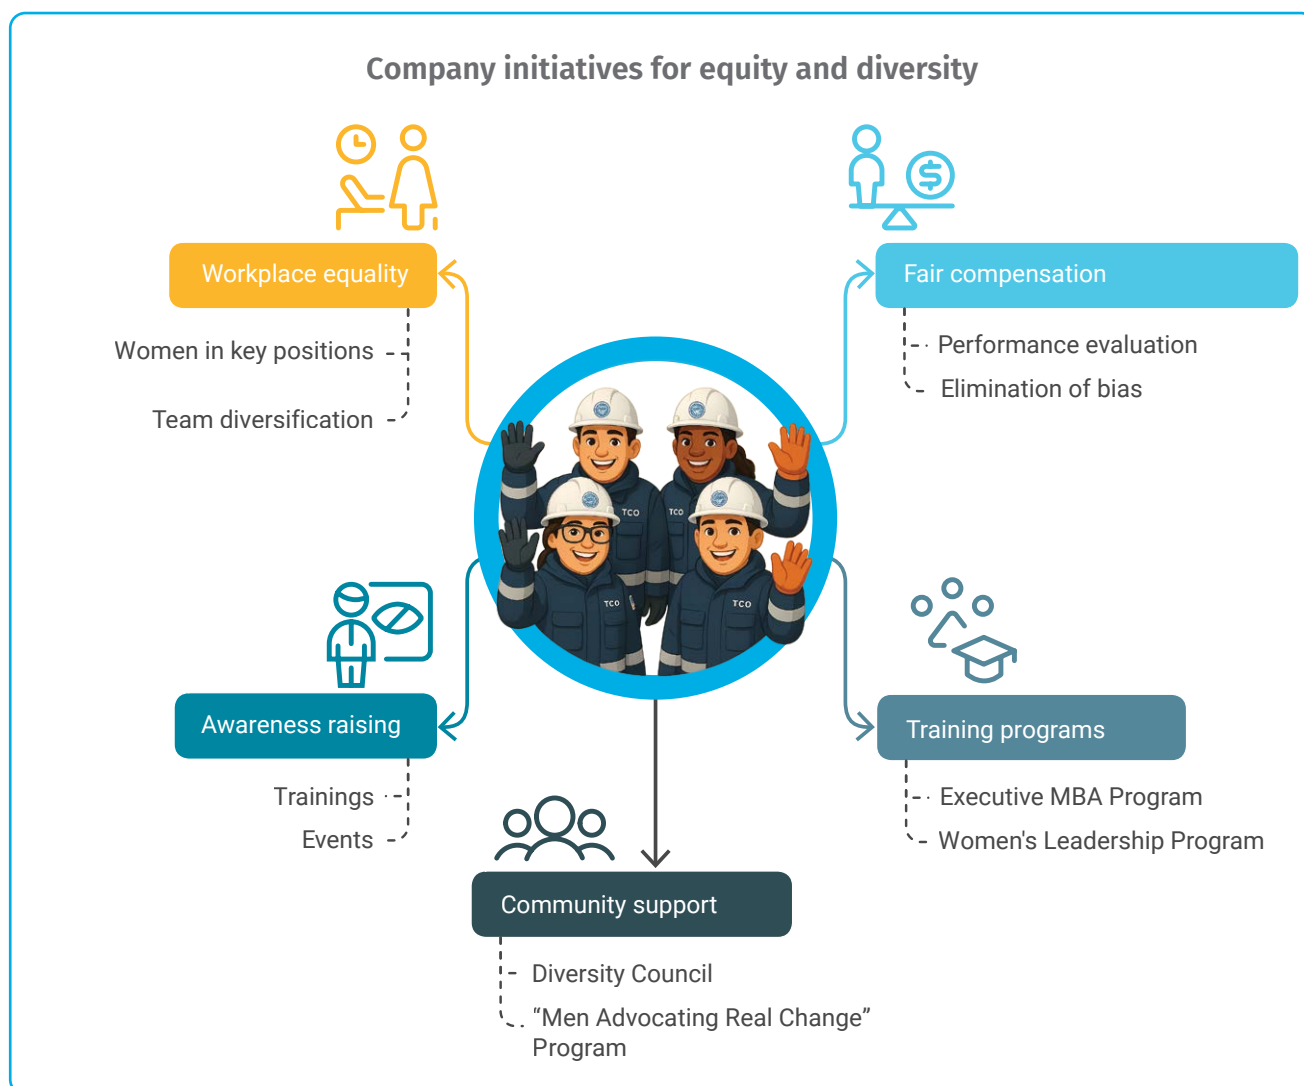 Company initiatives for equity and diversity
Workplace equality
Women in key positions
Team diversification
Fair compensation
Performance evaluation
Elimination of bias
TCO
TCO
TCO
TCO
Awareness raising
Trainings
Events
Training programs
Executive MBA Program
Women's Leadership Program
Community support
Diversity Council
“Men Advocating Real Change”
Program